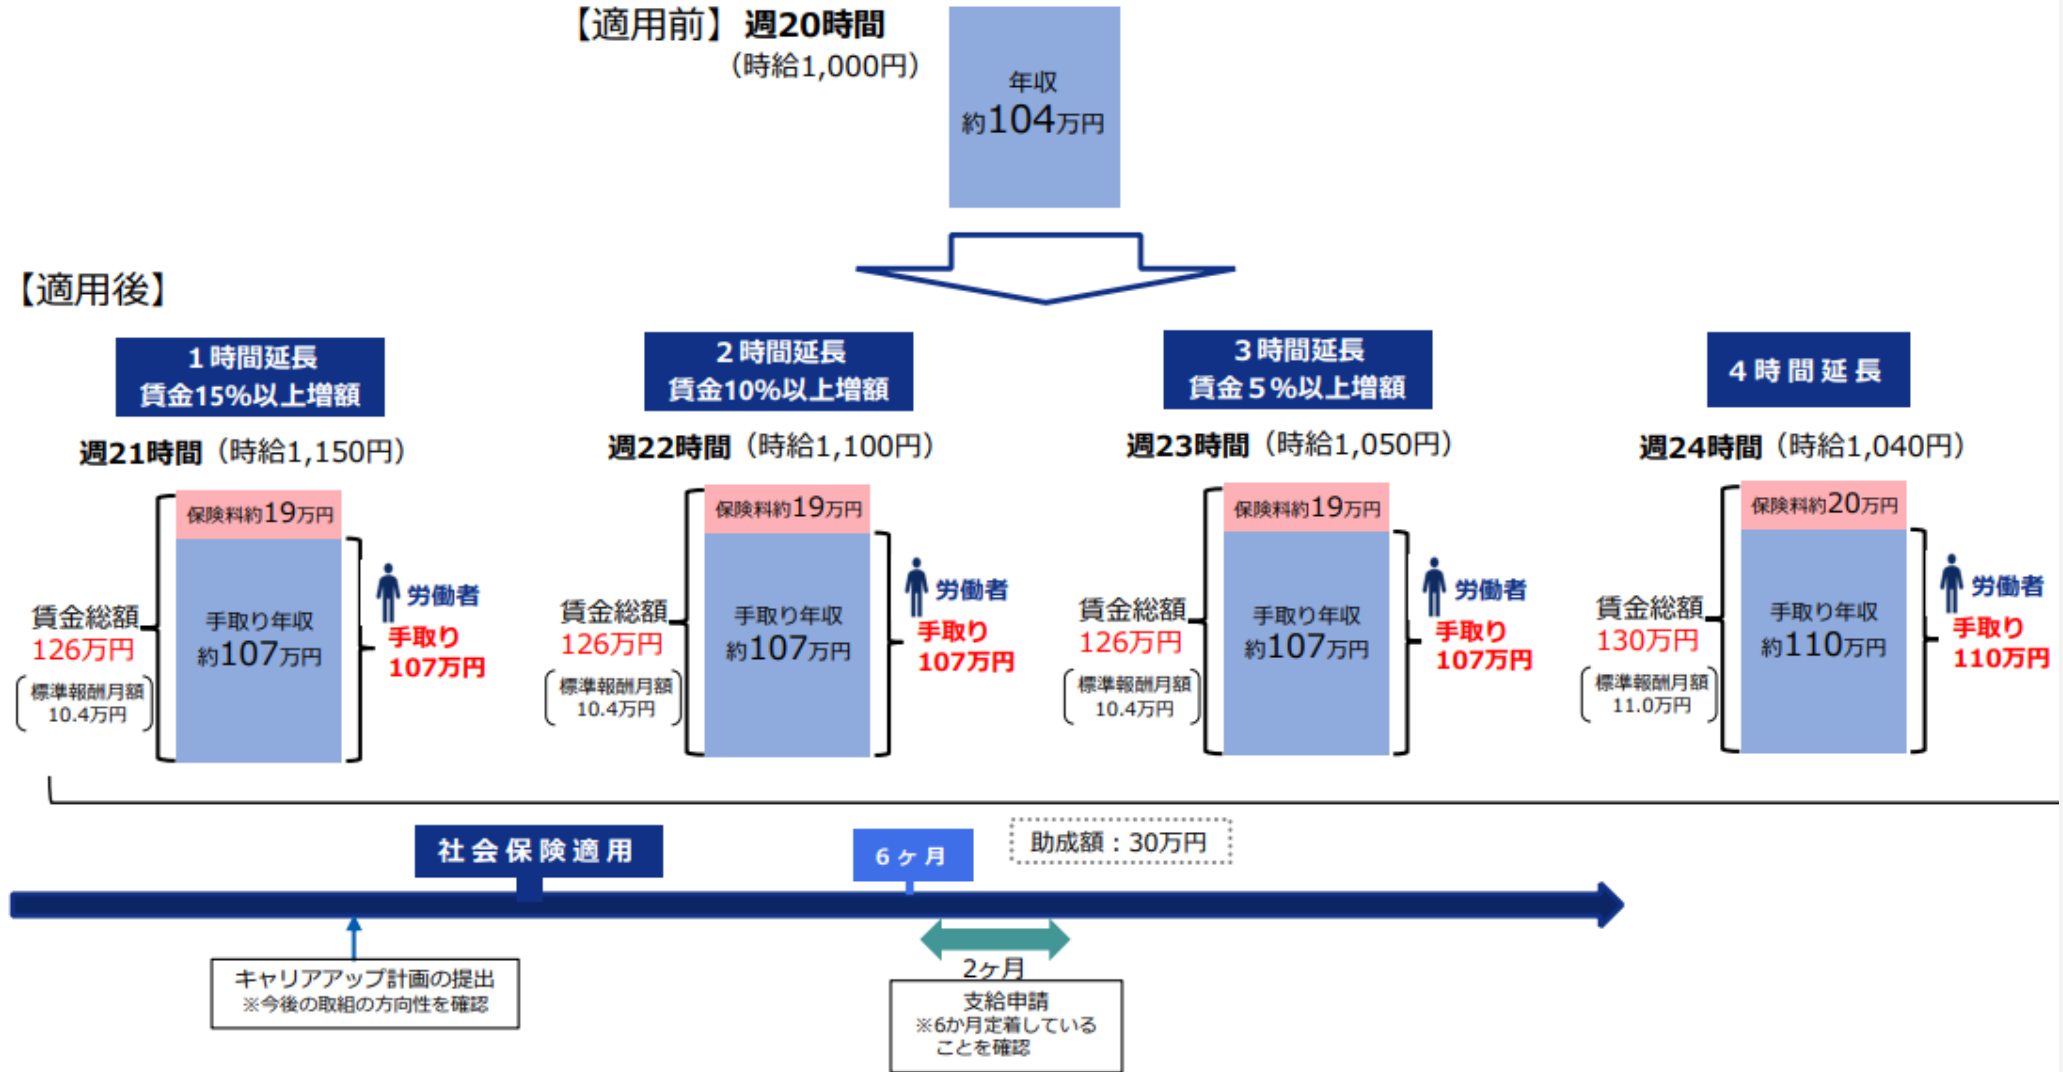 【適用前】週20時間
（時給1,000円）
年収
約104万円
【適用後】
１時間延長
賃金15%以上増額
週21時間（時給1,150円）
保険料約19万円
手取り年収
約107万円
賃金総額
126万円
標準報酬月額
10.4万円
労働者
手取り
107万円
２時間延長
賃金10%以上増額
週22時間（時給1,100円）
保険料約19万円
手取り年収
約107万円
賃金総額
126万円
標準報酬月額
10.4万円
労働者
手取り
107万円
３時間延長
賃金５%以上増額
週23時間（時給1,050円）
保険料約19万円
手取り年収
約107万円
賃金総額
126万円
標準報酬月額
10.4万円
労働者
手取り
107万円
４時間延長
週24時間（時給1,040円）
保険料約20万円
手取り年収
約110万円
賃金総額
130万円
標準報酬月額
11.0万円
労働者
手取り
110万円
社会保険適用
６ヶ月
助成額：30万円
キャリアアップ計画の提出
※今後の取組の方向性を確認
2ヶ月
支給申請
※6か月定着している
ことを確認